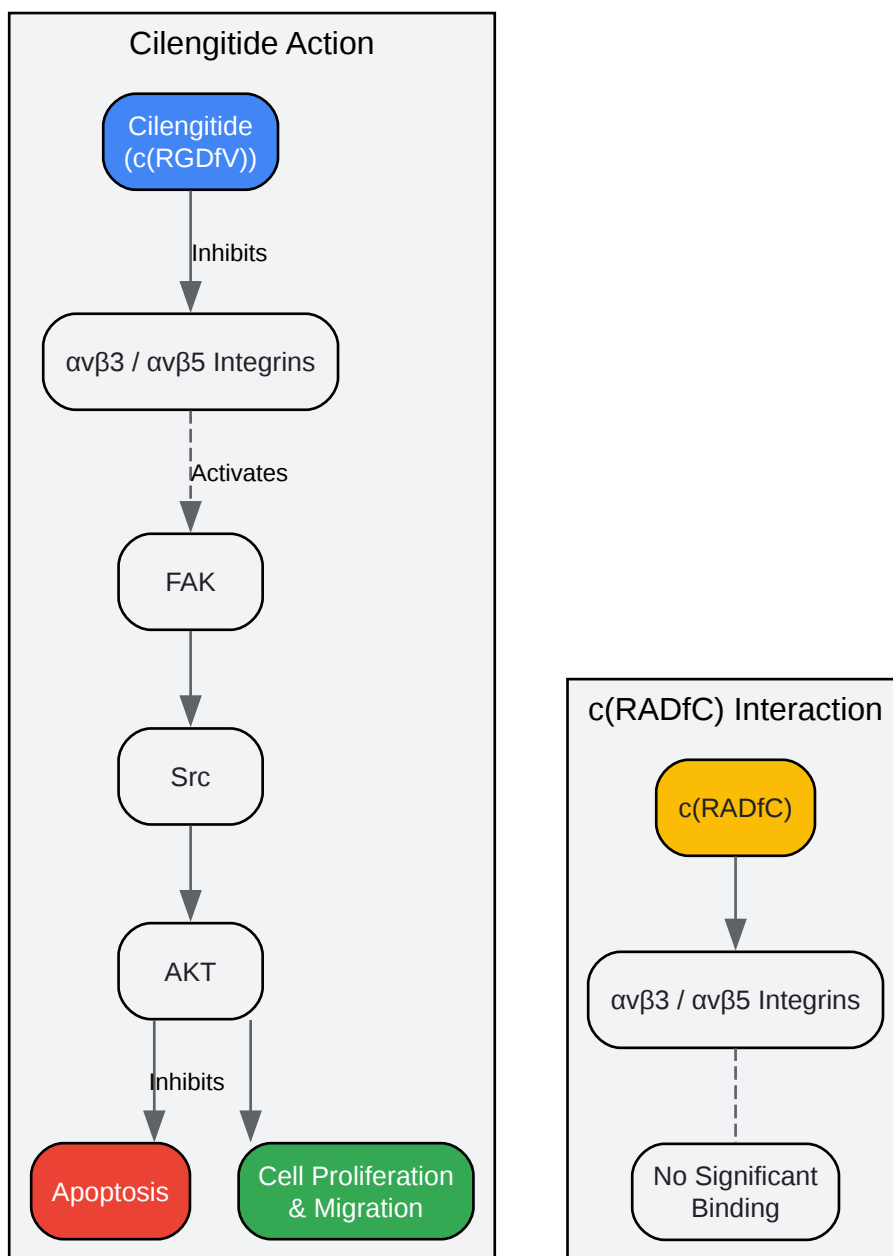 Cilengitide Action
Cilengitide
(c(RGDfV))
Inhibits
αvβ3 / αvβ5 Integrins
Activates
FAK
Src
AKT
Inhibits
Apoptosis
Cell Proliferation
& Migration
c(RADfC) Interaction
c(RADfC)
αvβ3 / αvβ5 Integrins
No Significant
Binding